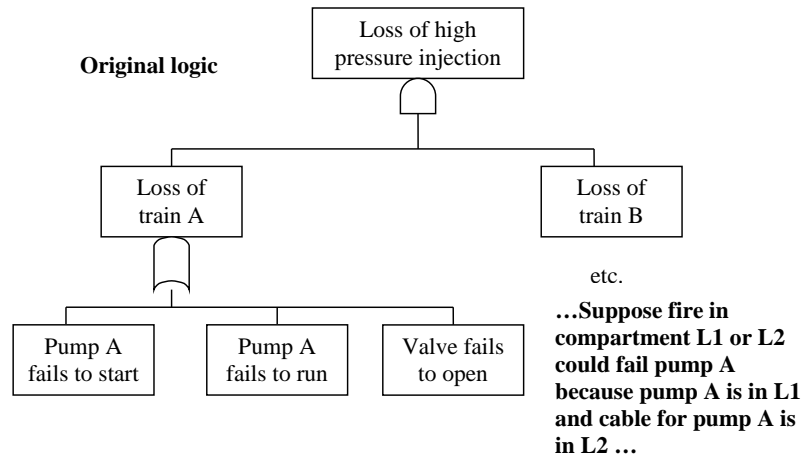 Loss of high
pressure injection
Original logic
Loss of
train A
Loss of
train B
etc.
Pump A
fails to start
Pump A
fails to run
Valve fails
to open
…Suppose fire in
compartment L1 or L2
could fail pump A
because pump A is in L1
and cable for pump A is
in L2 …